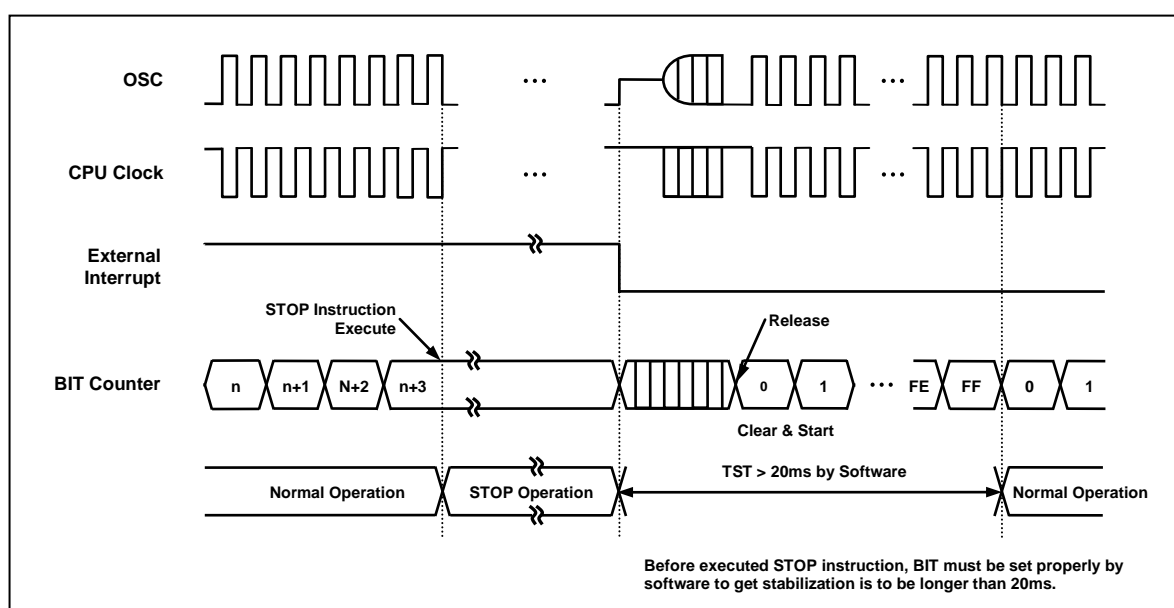 OSC
...
...
CPU Clock
...
...
External
Interrupt
STOP Instruction
Execute
Release
BIT Counter
n
n+1
N+2
n+3
0
1
...
FE
FF
0
1
Clear & Start
Normal Operation
STOP Operation
TST > 20ms by Software
Normal Operation
Before executed STOP instruction, BIT must be set properly by
software to get stabilization is to be longer than 20ms.